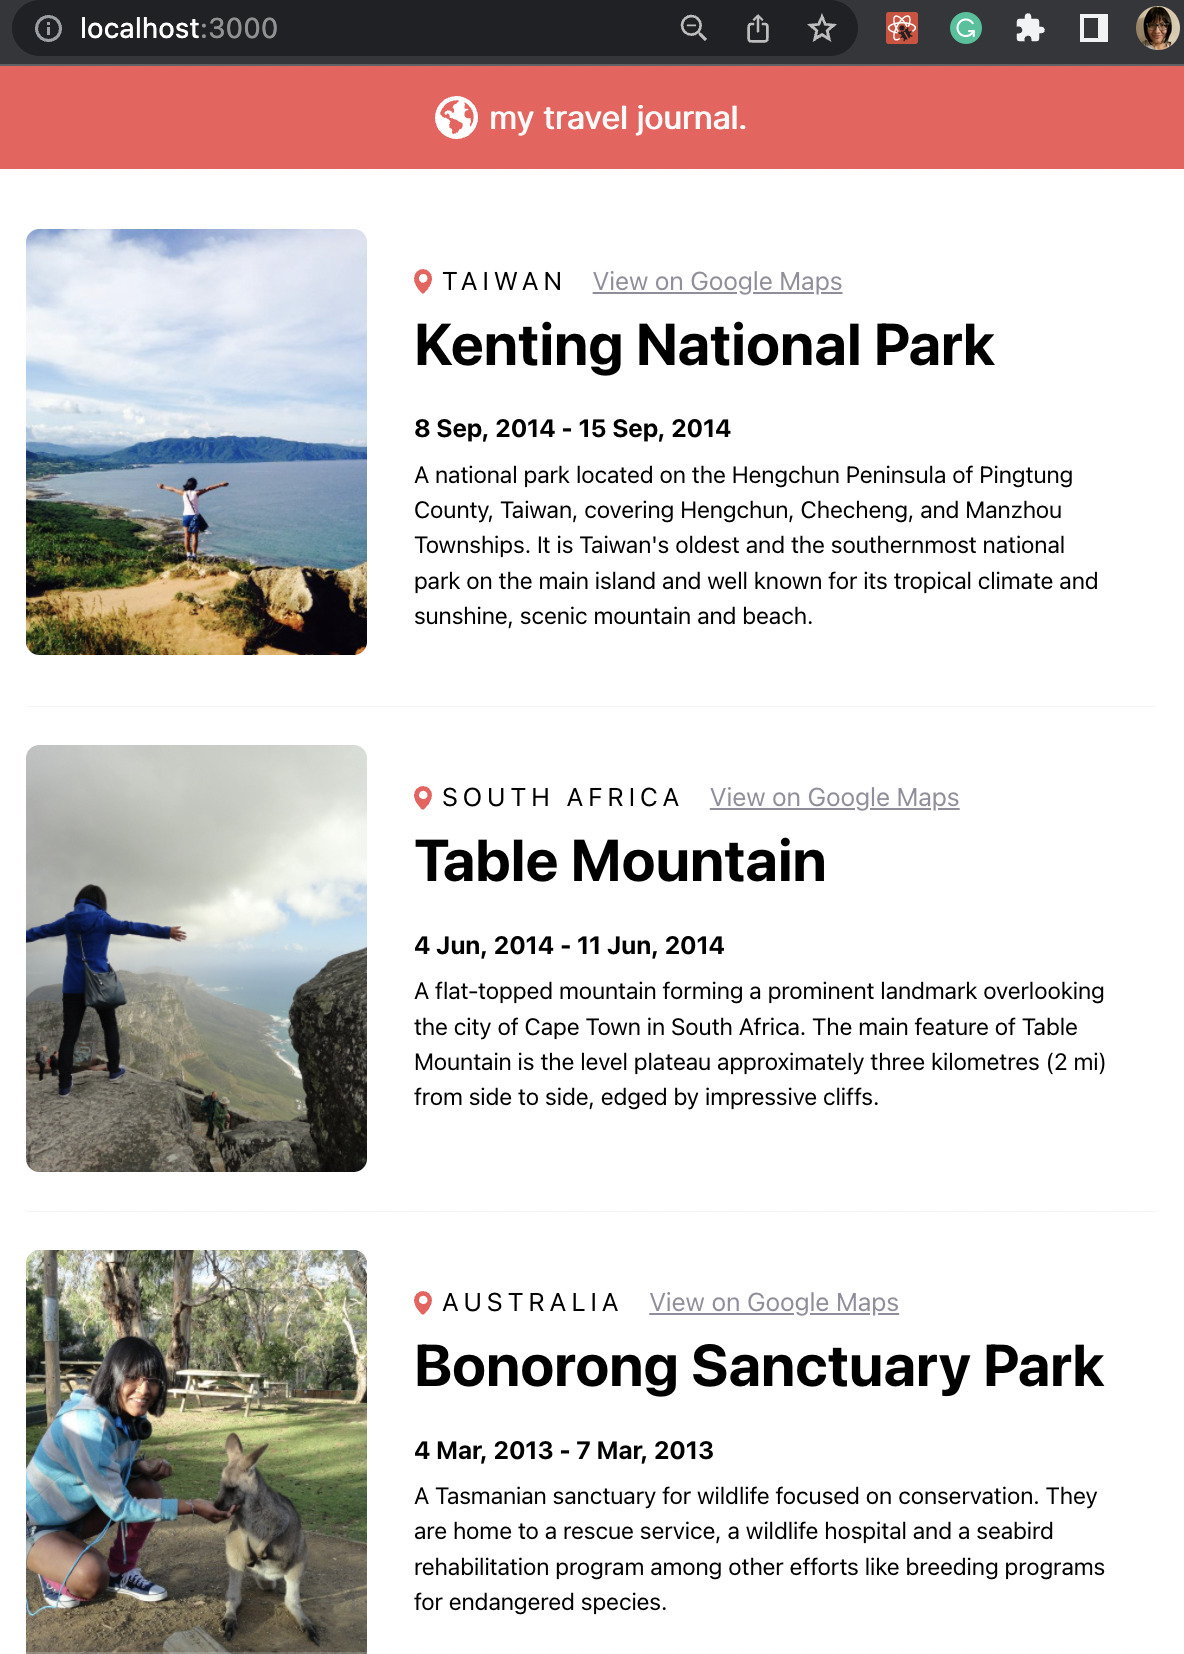 localhost:3000
my travel journal.
TAIWAN View on Google Maps
Kenting National Park
8 Sep, 2014 - 15 Sep, 2014
A national park located on the Hengchun Peninsula of Pingtung
County, Taiwan, covering Hengchun, Checheng, and Manzhou
Townships. It is Taiwan's oldest and the southernmost national
park on the main island and well known for its tropical climate and
sunshine, scenic mountain and beach.
SOUTH AFRICA View on Google Maps
Table Mountain
4 Jun, 2014 - 11 Jun, 2014
A flat-topped mountain forming a prominent landmark overlooking
the city of Cape Town in South Africa. The main feature of Table
Mountain is the level plateau approximately three kilometres (2 mi)
from side to side, edged by impressive cliffs.
AUSTRALIA View on Google Maps
Bonorong Sanctuary Park
4 Mar, 2013 - 7 Mar, 2013
A Tasmanian sanctuary for wildlife focused on conservation. They
are home to a rescue service, a wildlife hospital and a seabird
rehabilitation program among other efforts like breeding programs
for endangered species.